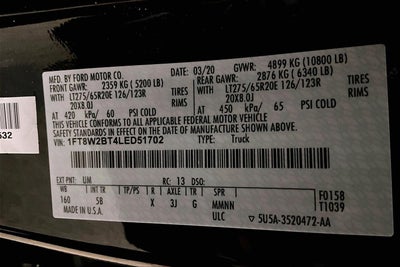 MFD. BY FORD MOTOR CO.
03/20 GVWR: 4899 KG (10800 LB)
FRONT GAWR: 2359 KG ( 5200 LB) REAR GAWR: 2876 KG ( 6340 LB)
WITH LT275/65R20E 126/123R WITH LT275/65R20E 126/123R
TIRES 20X8.0J TIRES 20X8.0J
RIMS RIMS
AT 420 kPa/ 60 PSI COLD AT 450 kPa/ 65 PSI COLD
THIS VEHICLE CONFORMS TO ALL APPLICABLE FEDERAL MOTOR VEHICLE
SAFETY STANDARDS IN EFFECT ON THE DATE OF MANUFACTURE SHOWN ABOVE.
VIN: 1FT8W2BT4LED51702 TYPE: Truck
532
EXT PNT: UM RC: 13 DSO:
WB INT TR TP/PS R AXLE TR SPR F0158
160 5B X 3J G MMNN T1039
MADE IN U.S.A. ULC 5U5A-3520472-AA